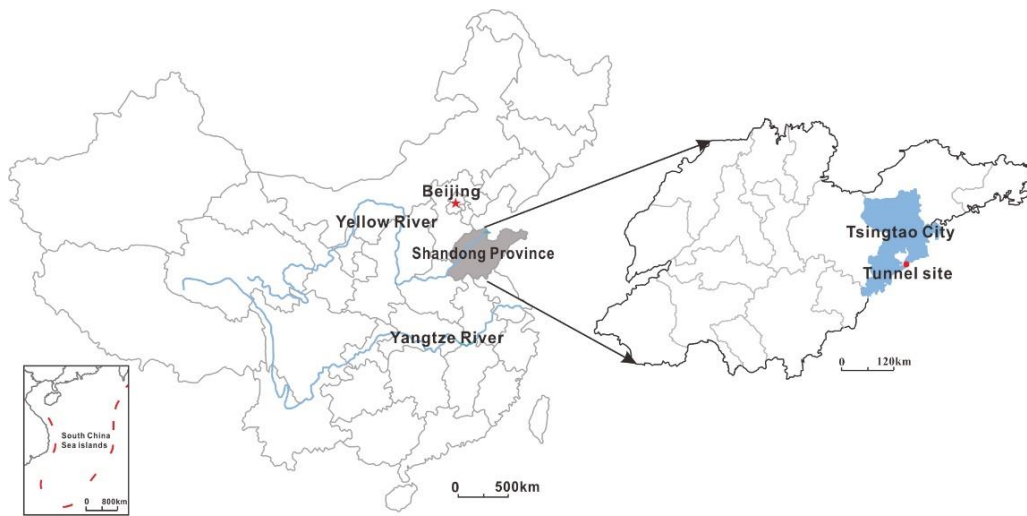 Beijing
Yellow River
Shandong Province
Yangtze River
South China
Sea islands
0 800km
0 500km
Tsingtao City
Tunnel site
0 120km